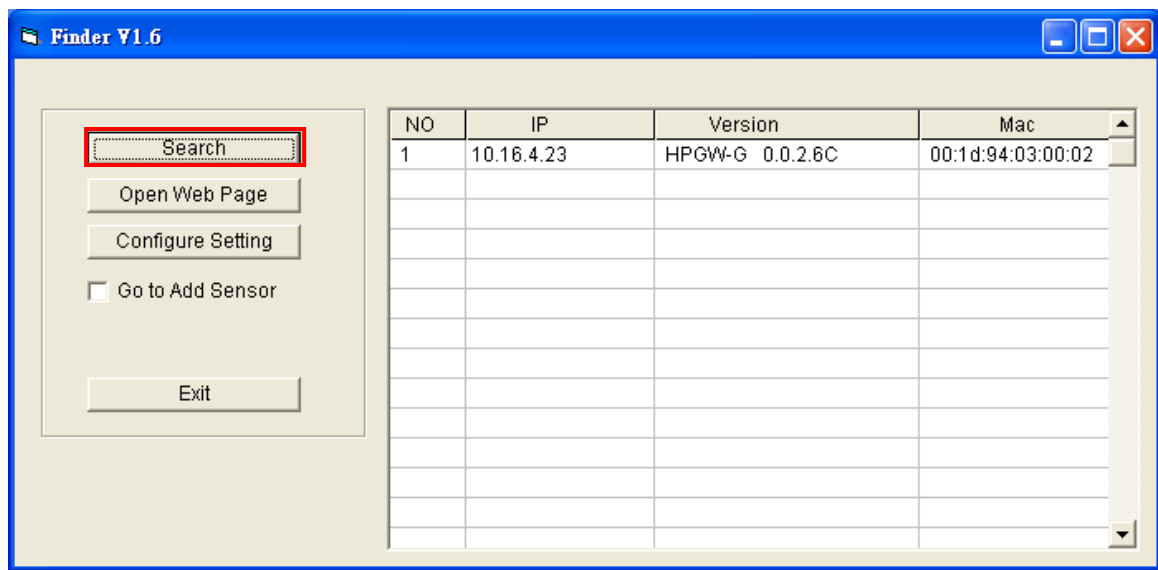 Finder V1.6
Search
Open Web Page
Configure Setting
Go to Add Sensor
Exit
NO IP Version Mac
1 10.16.4.23 HPGW-G 0.0.2.6C 00:1d:94:03:00:02